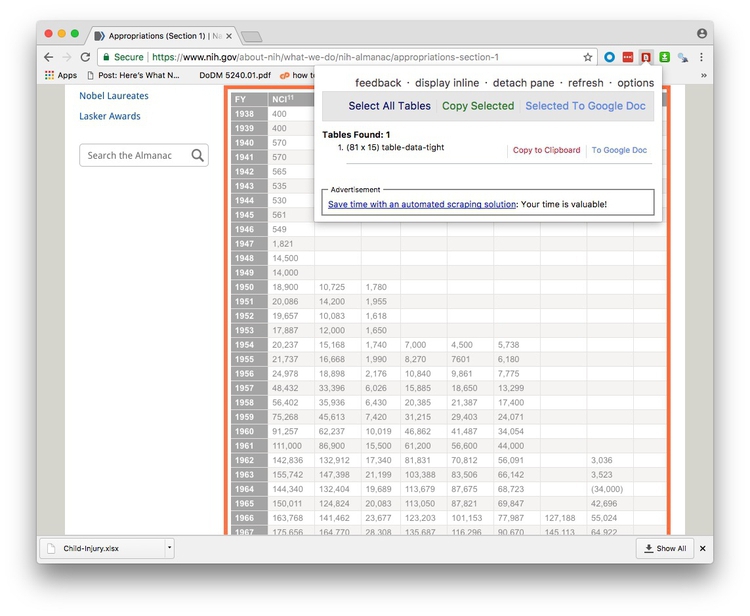 Appropriations (Section 1) | N
Secure | https://www.nih.gov/about-nih/what-we-do/nih-almanac/appropriations-section-1
Apps Post: Here's What N... DoDM 5240.01.pdf how t »
feedback · display inline · detach pane · refresh · options
Select All Tables | Copy Selected | Selected To Google Doc
Tables Found: 1
1. (81 x 15) table-data-tight Copy to Clipboard To Google Doc
Advertisement
Save time with an automated scraping solution: Your time is valuable!
Nobel Laureates
Lasker Awards
Search the Almanac
FY NCI††
1938 400
1939 400
1940 570
1941 570
1942 565
1943 535
1944 530
1945 561
1946 549
1947 1,821
1948 14,500
1949 14,000
1950 18,900 10,725 1,780
1951 20,086 14,200 1,955
1952 19,657 10,083 1,618
1953 17,887 12,000 1,650
1954 20,237 15,168 1,740 7,000 4,500 5,738
1955 21,737 16,668 1,990 8,270 7601 6,180
1956 24,978 18,898 2,176 10,840 9,861 7,775
1957 48,432 33,396 6,026 15,885 18,650 13,299
1958 56,402 35,936 6,430 20,385 21,387 17,400
1959 75,268 45,613 7,420 31,215 29,403 24,071
1960 91,257 62,237 10,019 46,862 41,487 34,054
1961 111,000 86,900 15,500 61,200 56,600 44,000
1962 142,836 132,912 17,340 81,831 70,812 56,091 3,036
1963 155,742 147,398 21,199 103,388 83,506 66,142 3,523
1964 144,340 132,404 19,689 113,679 87,675 68,723 (34,000)
1965 150,011 124,824 20,083 113,050 87,821 69,847 42,696
1966 163,768 141,462 23,677 123,203 101,153 77,987 127,188 55,024
1967 175,656 164,770 28,308 135,687 116,296 90,670 145,113 64,922
Child-Injury.xlsx Show All